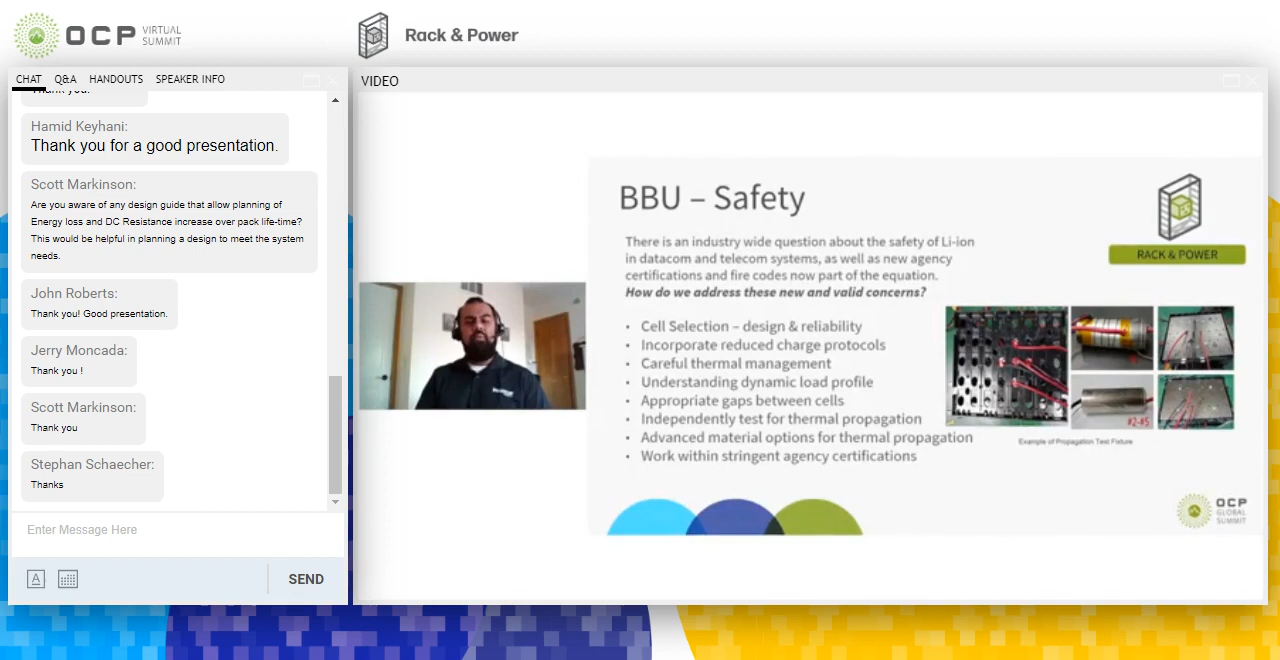 OCP VIRTUAL
SUMMIT
Rack & Power
CHAT Q&A HANDOUTS SPEAKER INFO
Thank you.
Hamid Keyhani:
Thank you for a good presentation.
Scott Markinson:
Are you aware of any design guide that allow planning of
Energy loss and DC Resistance increase over pack life-time?
This would be helpful in planning a design to meet the system
needs.
John Roberts:
Thank you! Good presentation.
Jerry Moncada:
Thank you !
Scott Markinson:
Thank you
Stephan Schaecher:
Thanks
Enter Message Here
A
SEND
VIDEO
BBU – Safety
There is an industry wide question about the safety of Li-ion
in datacom and telecom systems, as well as new agency
certifications and fire codes now part of the equation.
How do we address these new and valid concerns?
• Cell Selection – design & reliability
• Incorporate reduced charge protocols
• Careful thermal management
• Understanding dynamic load profile
• Appropriate gaps between cells
• Independently test for thermal propagation
• Advanced material options for thermal propagation
• Work within stringent agency certifications
RACK & POWER
#2-#5
Example of Propagation Test Fixture
OCP
GLOBAL
SUMMIT